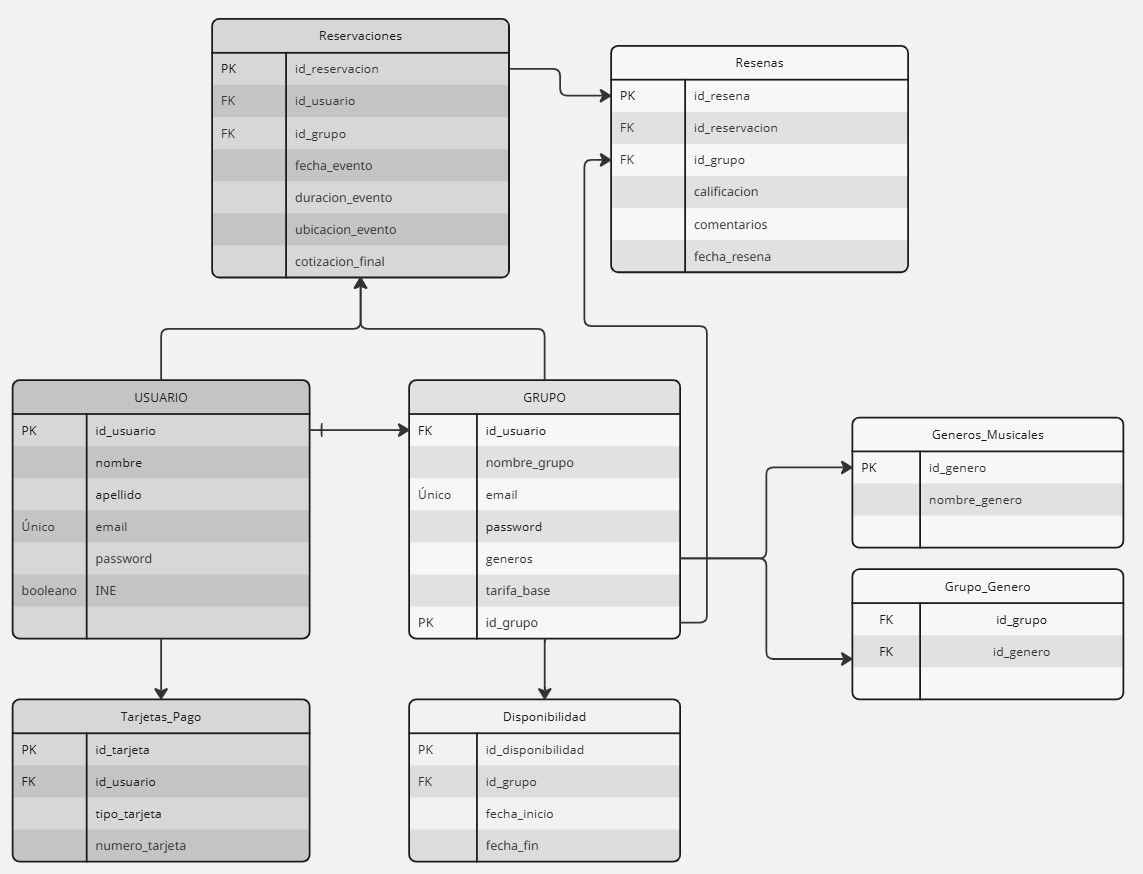 Reservaciones
PK id_reservacion
FK id_usuario
FK id_grupo
fecha_evento
duracion_evento
ubicacion_evento
cotizacion_final
Resenas
PK id_resena
FK id_reservacion
FK id_grupo
calificacion
comentarios
fecha_resena
USUARIO
PK id_usuario
nombre
apellido
Único email
password
booleano INE
GRUPO
FK id_usuario
nombre_grupo
Único email
password
generos
tarifa_base
PK id_grupo
Generos_Musicales
PK id_genero
nombre_genero
Grupo_Genero
FK id_grupo
FK id_genero
Tarjetas_Pago
PK id_tarjeta
FK id_usuario
tipo_tarjeta
numero_tarjeta
Disponibilidad
PK id_disponibilidad
FK id_grupo
fecha_inicio
fecha_fin